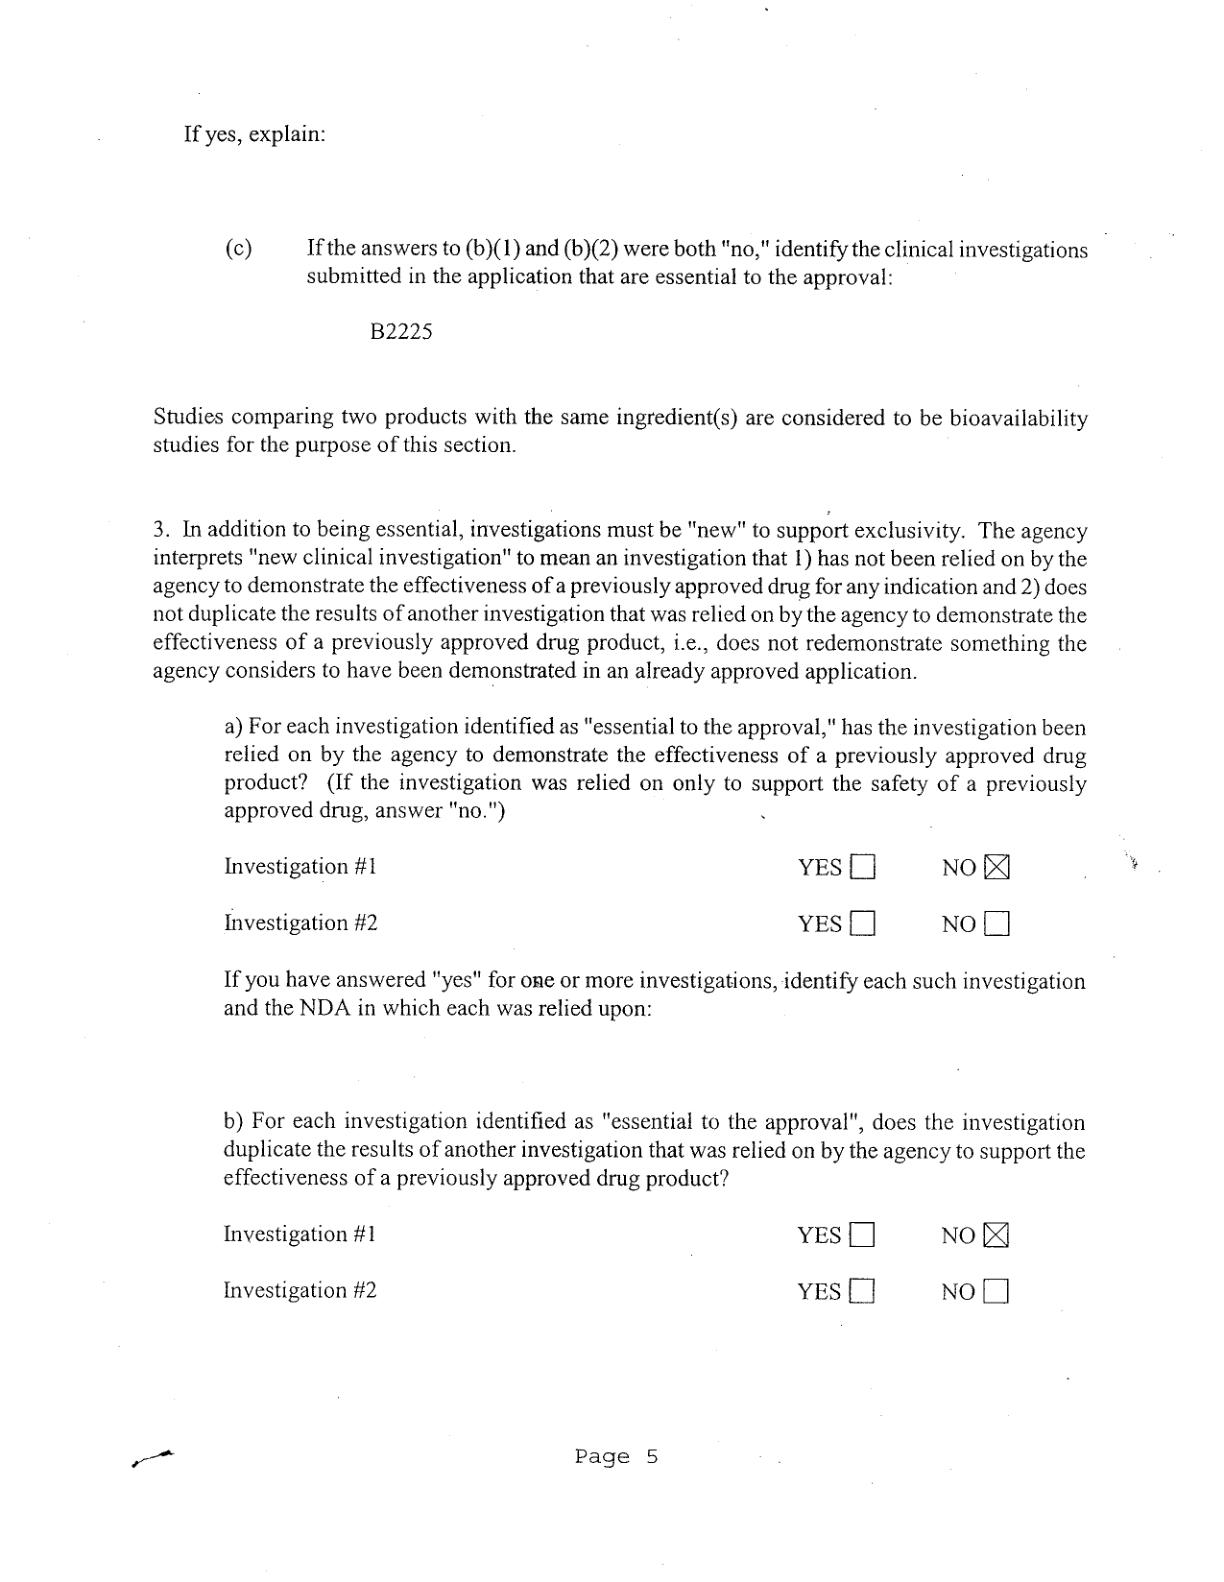 If yes, explain:
(c) If the answers to (b)(1) and (b)(2) were both "no," identify the clinical investigations
submitted in the application that are essential to the approval:
B2225
Studies comparing two products with the same ingredient(s) are considered to be bioavailability
studies for the purpose of this section.
3. In addition to being essential, investigations must be "new" to support exclusivity. The agency
interprets "new clinical investigation" to mean an investigation that 1) has not been relied on by the
agency to demonstrate the effectiveness of a previously approved drug for any indication and 2) does
not duplicate the results of another investigation that was relied on by the agency to demonstrate the
effectiveness of a previously approved drug product, i.e., does not redemonstrate something the
agency considers to have been demonstrated in an already approved application.
a) For each investigation identified as "essential to the approval," has the investigation been
relied on by the agency to demonstrate the effectiveness of a previously approved drug
product? (If the investigation was relied on only to support the safety of a previously
approved drug, answer "no.")
Investigation #1 YES ☐ NO ☒
Investigation #2 YES ☐ NO ☐
If you have answered "yes" for one or more investigations, identify each such investigation
and the NDA in which each was relied upon:
b) For each investigation identified as "essential to the approval", does the investigation
duplicate the results of another investigation that was relied on by the agency to support the
effectiveness of a previously approved drug product?
Investigation #1 YES ☐ NO ☒
Investigation #2 YES ☐ NO ☐
Page 5